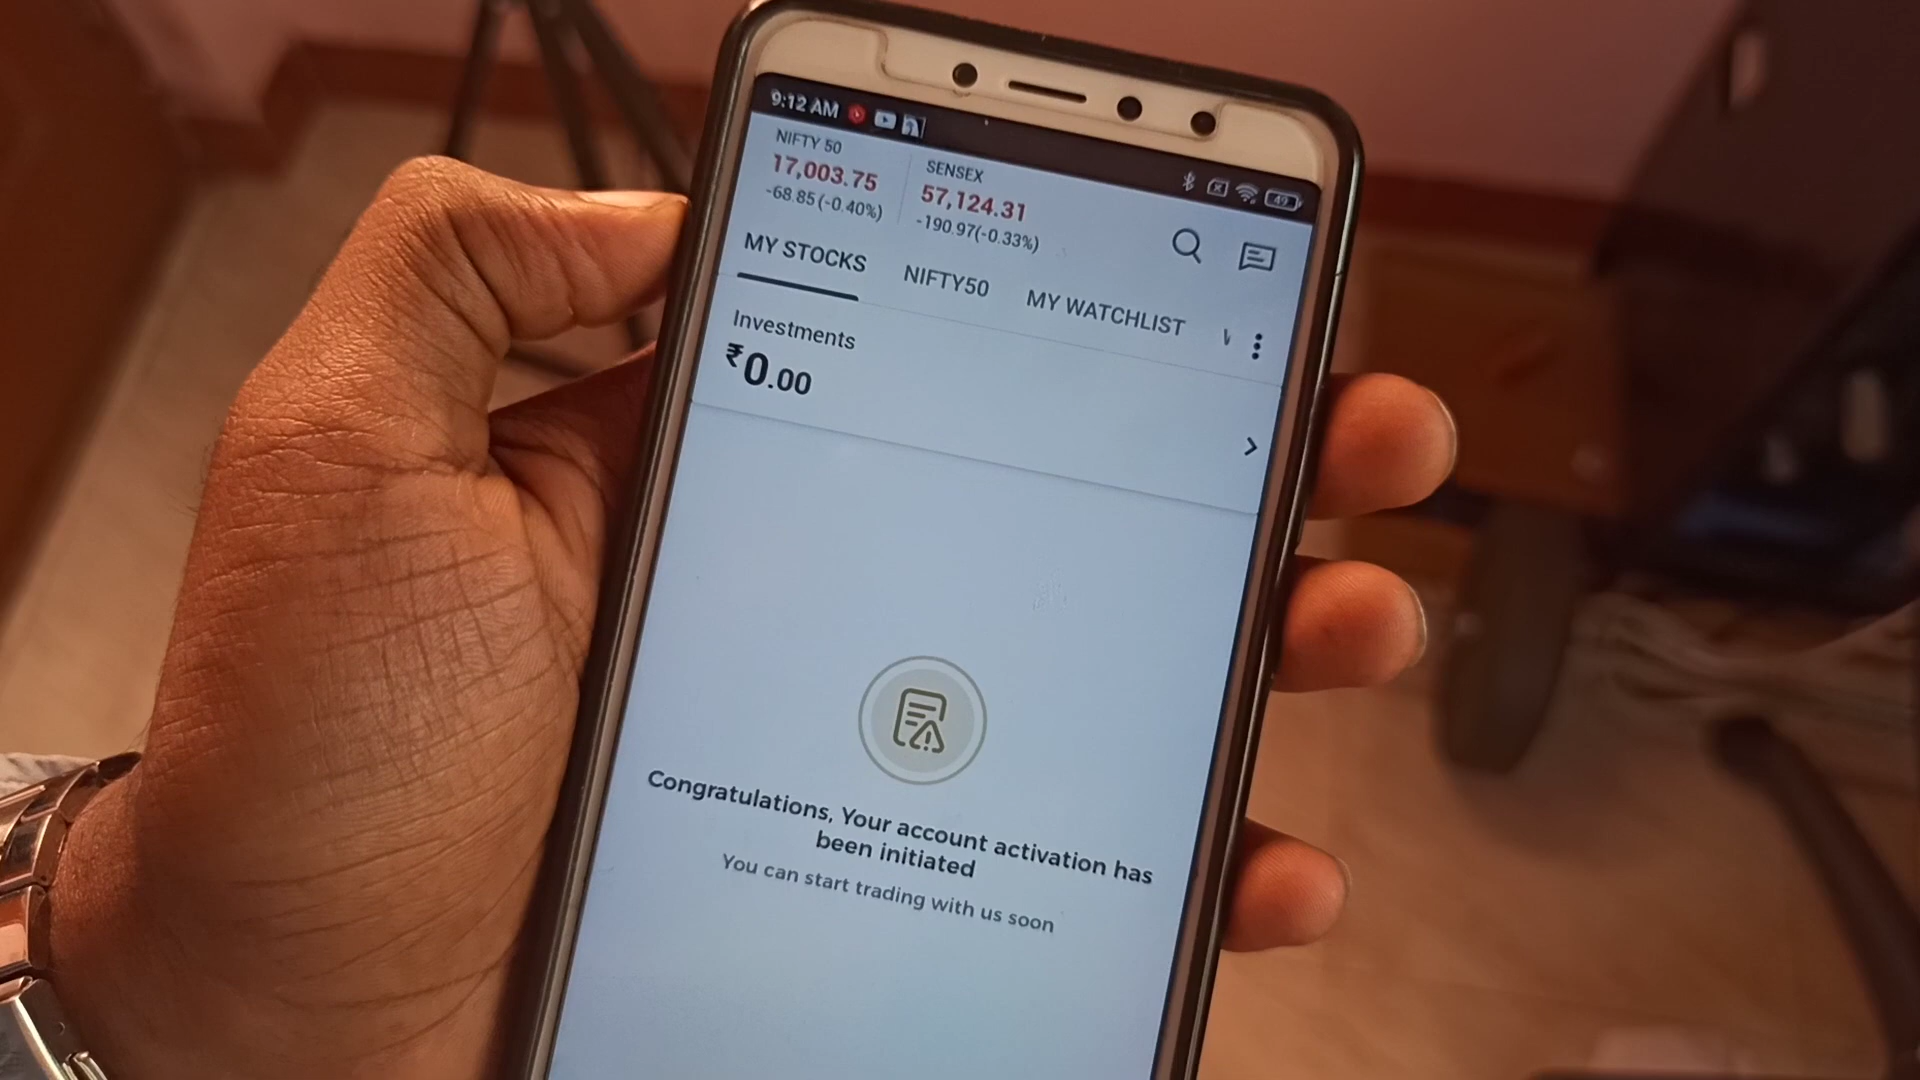 9:12 AM
49
NIFTY 50
17,003.75
-68.85(-0.40%)
SENSEX
57,124.31
-190.97(-0.33%)
MY STOCKS
NIFTY50
MY WATCHLIST
Investments
₹0.00
Congratulations, Your account activation has
been initiated
You can start trading with us soon